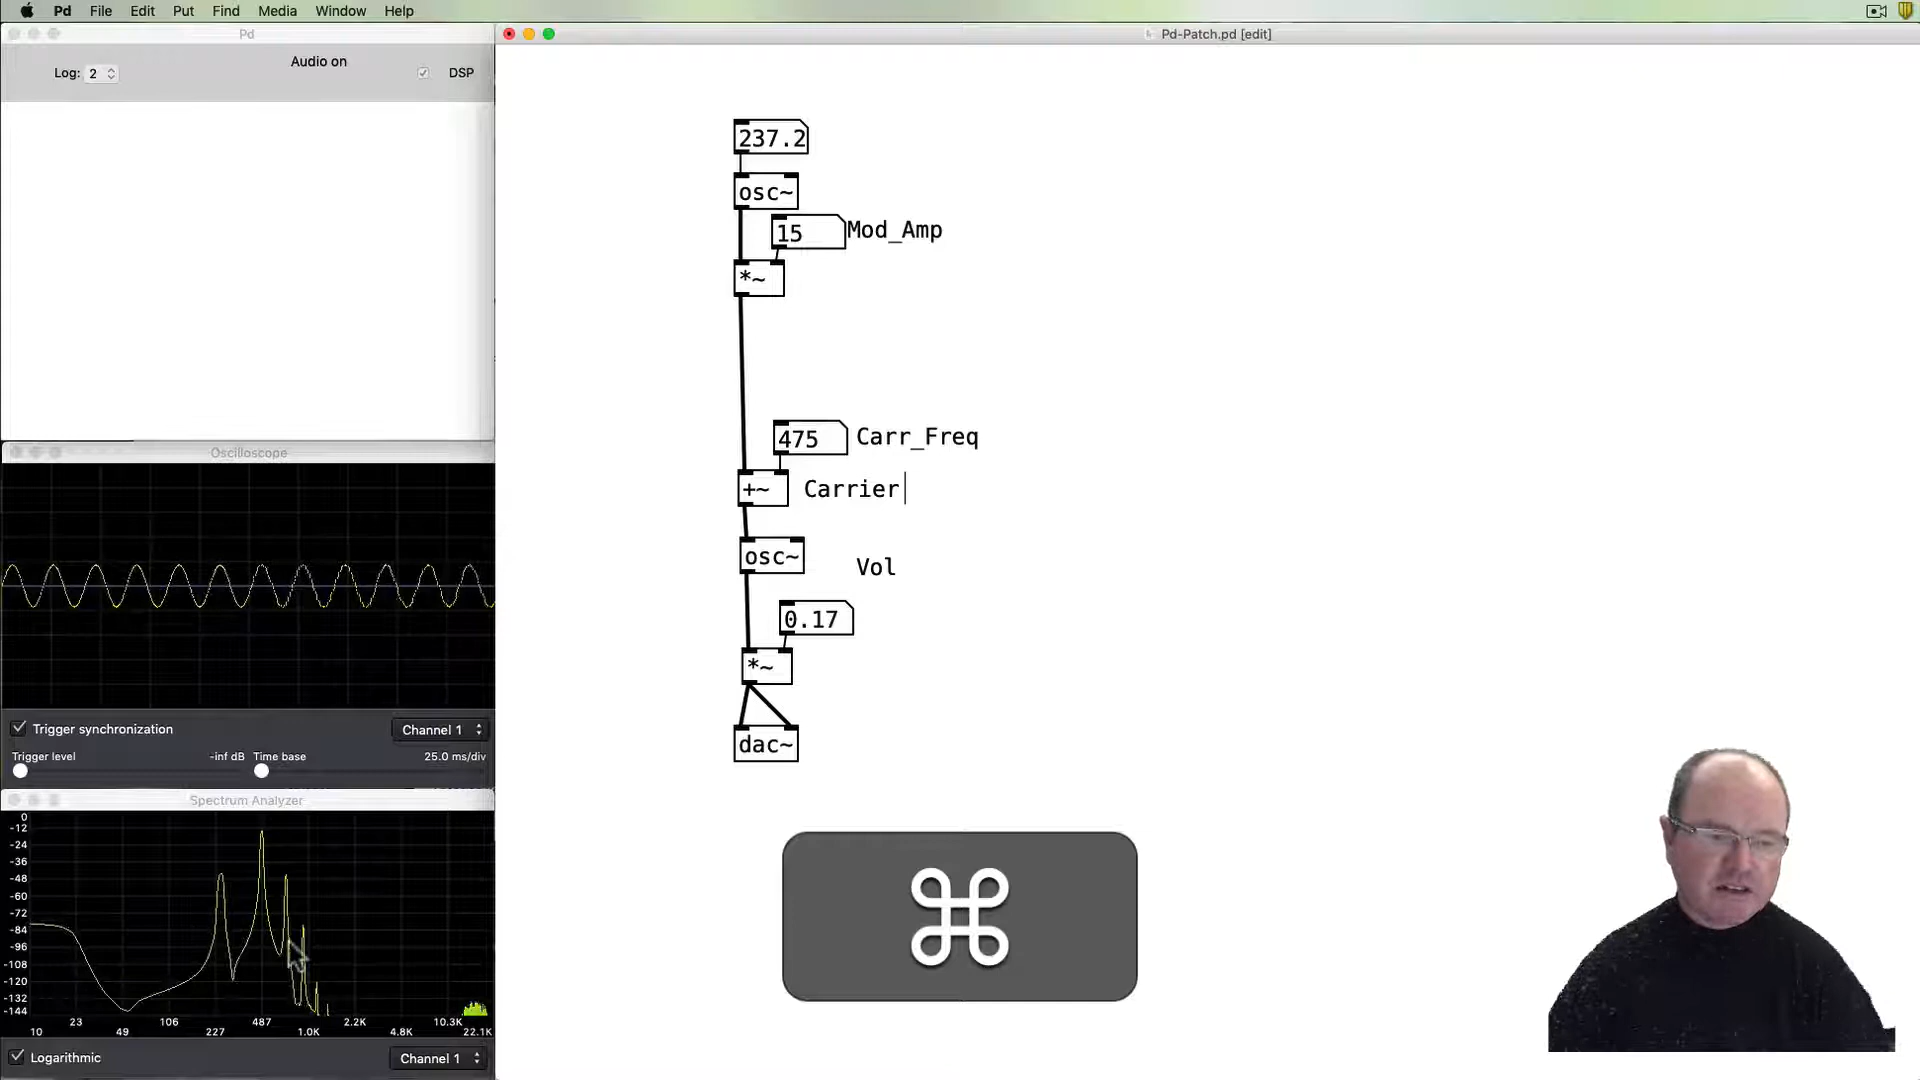 Pd File Edit Put Find Media Window Help
Pd
Audio on
Log: 2
DSP
Pd-Patch.pd [edit]
237.2
osc~
15 Mod_Amp
*~
475 Carr_Freq
+~ Carrier
osc~
Vol
0.17
*~
dac~
Oscilloscope
Trigger synchronization
Channel 1
Trigger level -inf dB Time base 25.0 ms/div
Spectrum Analyzer
0
-12
-24
-36
-48
-60
-72
-84
-96
-108
-120
-132
-144
23 106 487 2.2K 10.3K
10 49 227 1.0K 4.8K 22.1K
Logarithmic
Channel 1
⌘